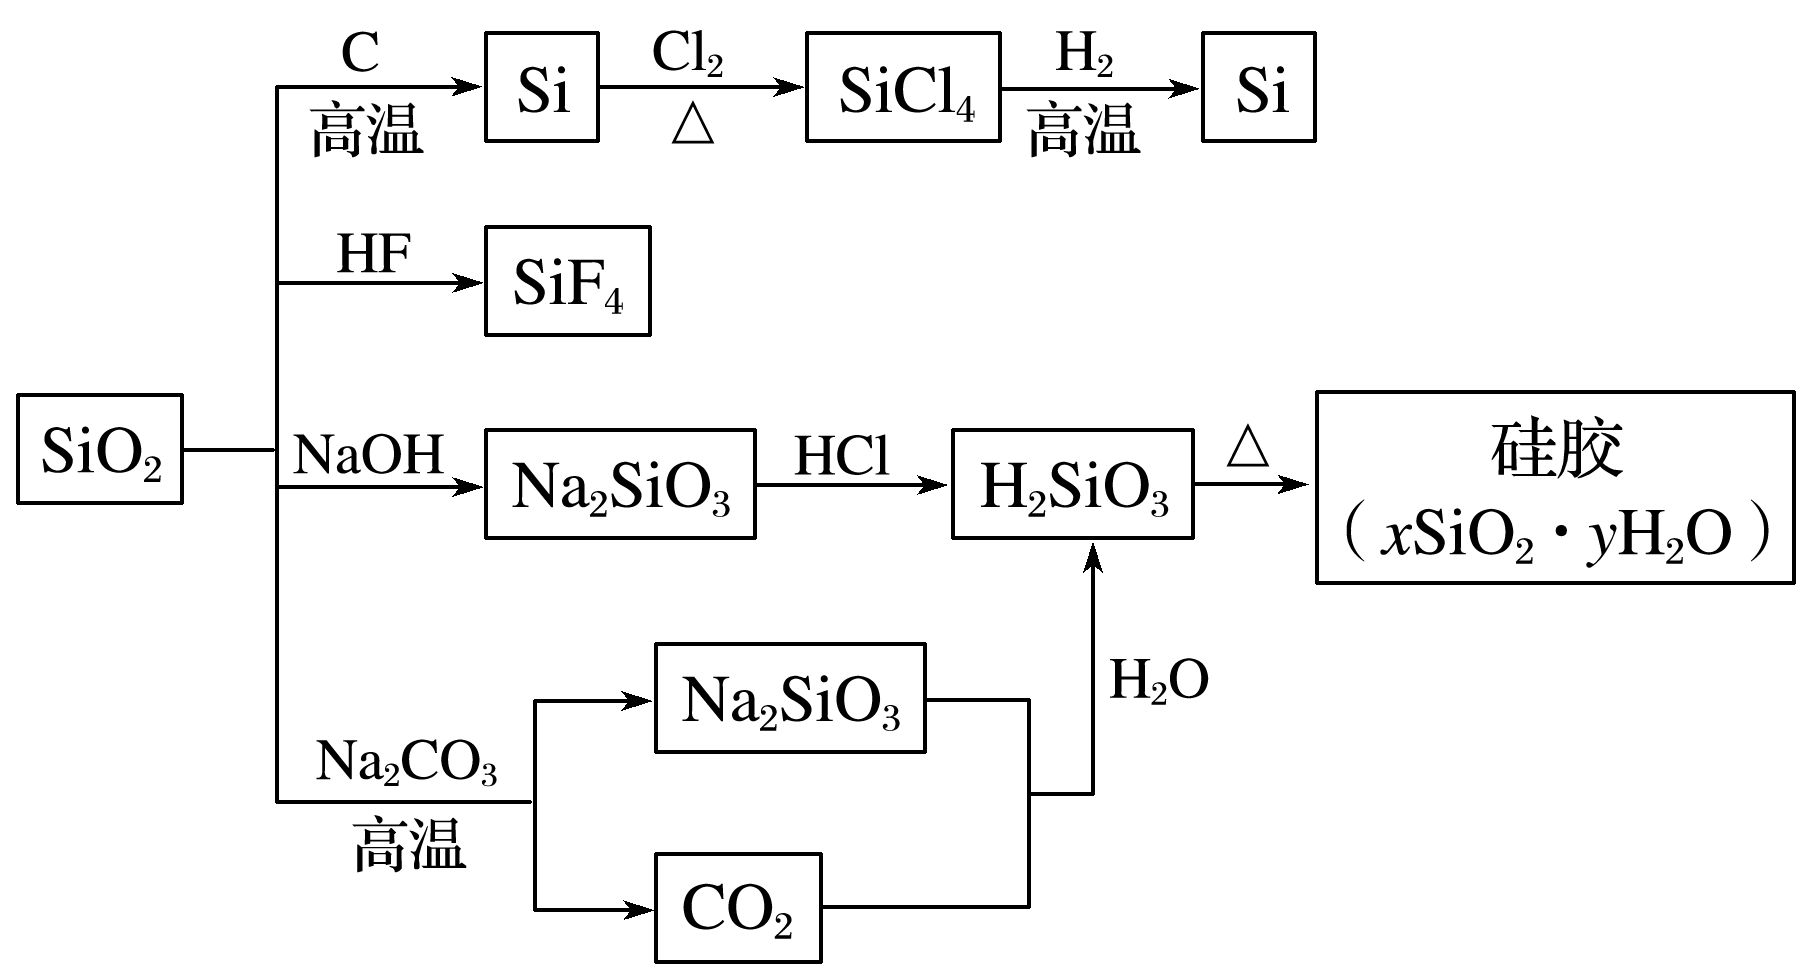 C
高温
Si
Cl₂
△
SiCl₄
H₂
高温
Si
HF
SiF₄
SiO₂
NaOH
Na₂SiO₃
HCl
H₂SiO₃
△
硅胶
（xSiO₂·yH₂O）
Na₂CO₃
高温
Na₂SiO₃
CO₂
H₂O